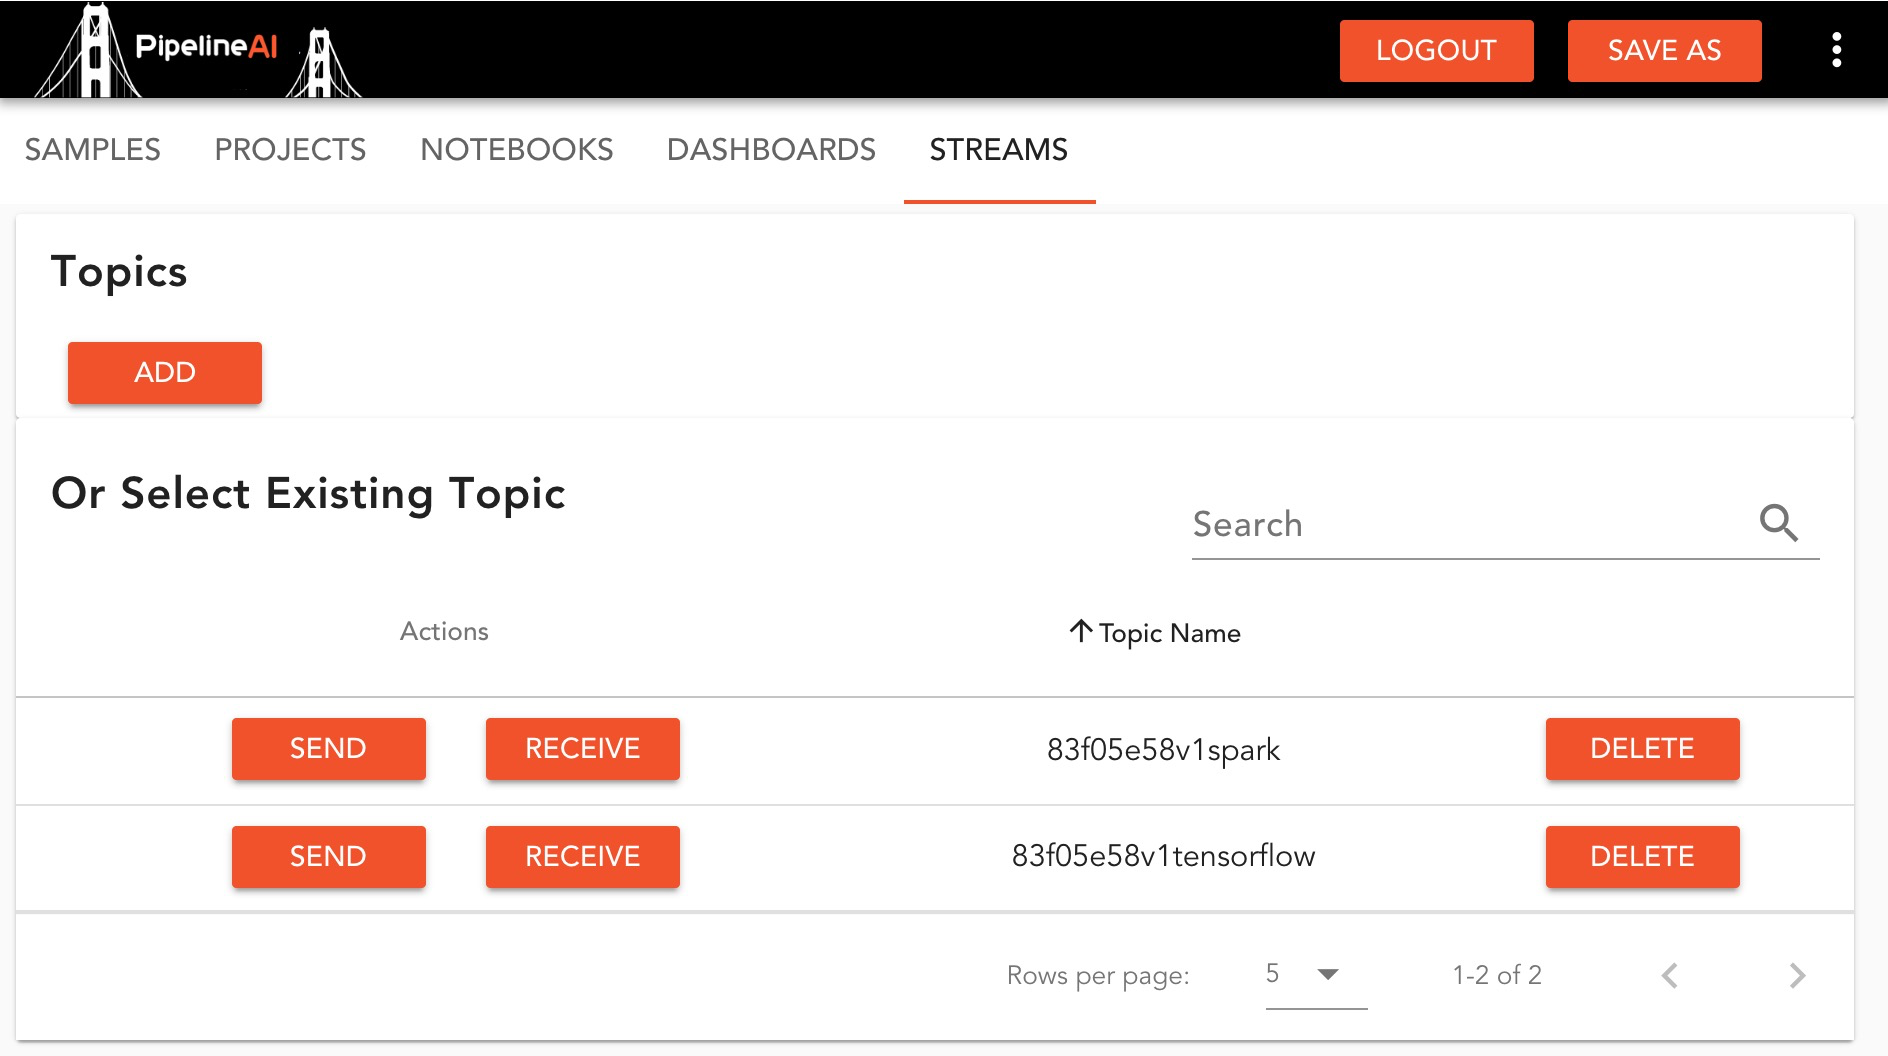 PipelineAI LOGOUT SAVE AS
SAMPLES PROJECTS NOTEBOOKS DASHBOARDS STREAMS
Topics
ADD
Or Select Existing Topic
Search
Actions Topic Name
SEND RECEIVE 83f05e58v1spark DELETE
SEND RECEIVE 83f05e58v1tensorflow DELETE
Rows per page: 5 1-2 of 2